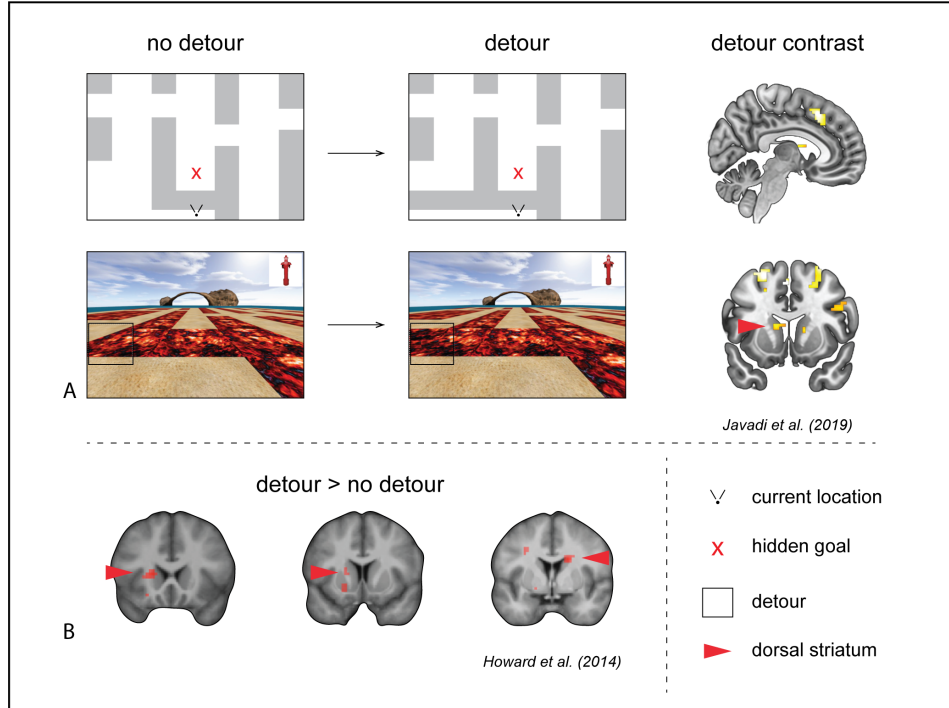 no detour
detour
detour contrast
x
x
A
Javadi et al. (2019)
detour > no detour
B
Howard et al. (2014)
current location
x
hidden goal
detour
dorsal striatum